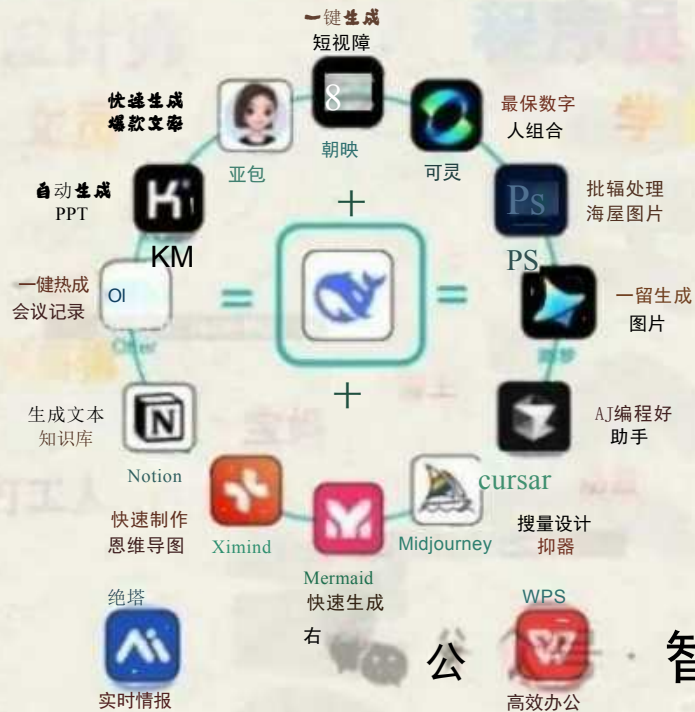 一键生成
短视障
快速生成
爆款文案
8
朝映
亚包
可灵
最保数字
人组合
自动生成
PPT
KM
Ps
PS
批辐处理
海屋图片
一健热成
会议记录
OI
一留生成
图片
生成文本
知识库
N
Notion
AJ编程好
助手
cursar
快速制作
恩维导图
Ximind
Midjourney
搜量设计
抑器
Mermaid
快速生成
右
绝塔
实时情报
WPS
高效办公
公
智